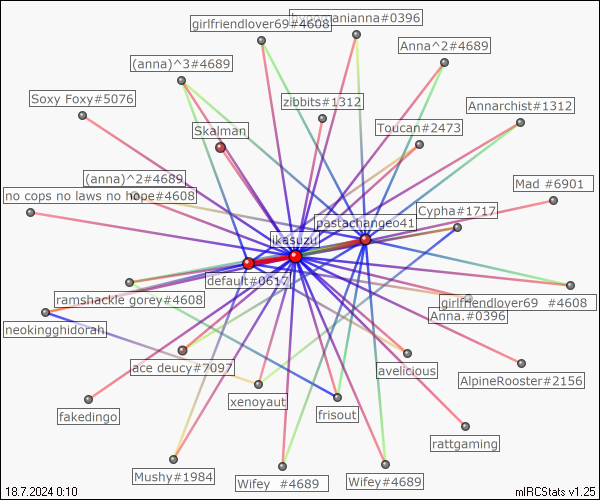 girlfriendlover69#4608
anna#0396
Anna^2#4689
(anna)^3#4689
Soxy Foxy#5076
zibbits#1312
Annarchist#1312
Toucan#2473
Skalman
(anna)^2#4689
no cops no laws no hope#4608
Mad #6901
pastachangeo41
Cypha#1717
ikasuzu
default#0617
ramshackle gorey#4608
girlfriendlover69 #4608
Anna.#0396
neokingghidorah
ace deucy#7097
avelicious
AlpineRooster#2156
xenoyaut
fakedingo
frisout
rattgaming
Mushy#1984
Wifey #4689
Wifey#4689
18.7.2024 0:10
mIRCStats v1.25